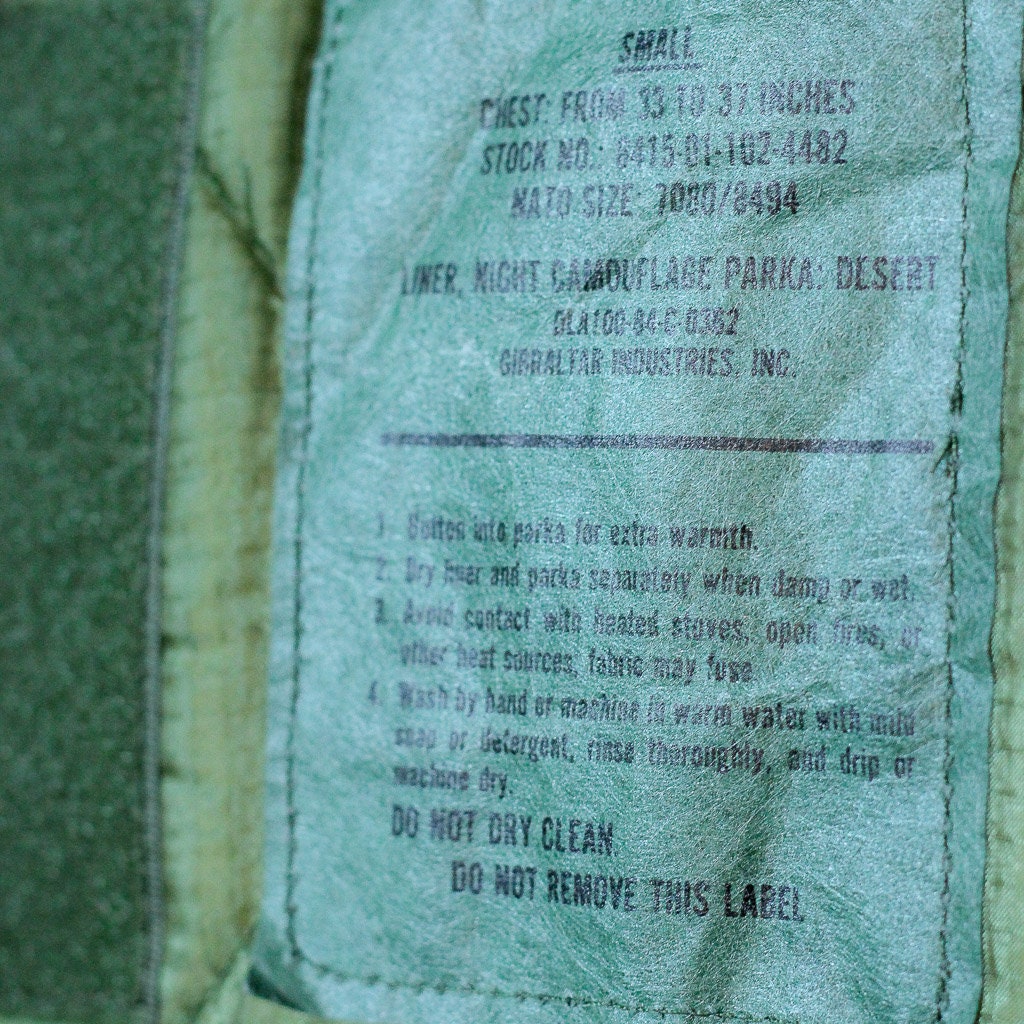 SMALL
CHEST: FROM 33 TO 37 INCHES
STOCK NO.: 8415-01-102-4482
NATO SIZE: 7080/8494
LINER, NIGHT CAMOUFLAGE PARKA: DESERT
DLA100-84-C-0362
GIBRALTAR INDUSTRIES, INC.
1. Button into parka for extra warmth.
2. Dry liner and parka separately when damp or wet.
3. Avoid contact with heated stoves, open fires, or
other heat sources, fabric may fuse.
4. Wash by hand or machine in warm water with mild
soap or detergent, rinse thoroughly, and drip or
machine dry.
DO NOT DRY CLEAN.
DO NOT REMOVE THIS LABEL